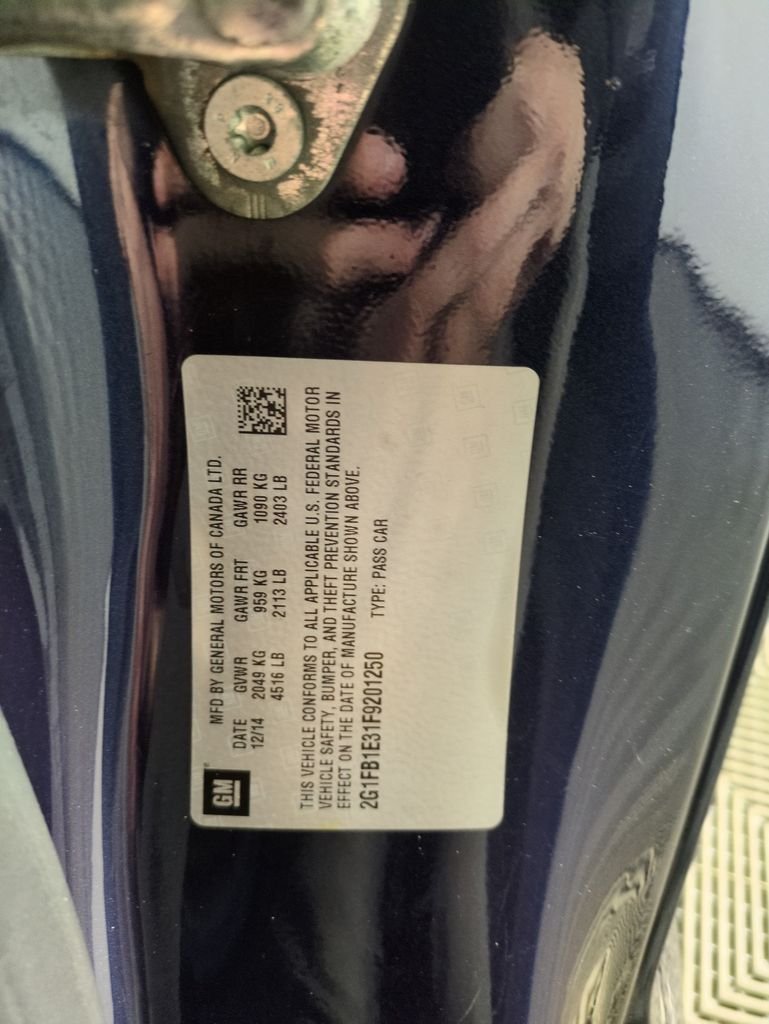 GM
MFD BY GENERAL MOTORS OF CANADA LTD.
DATE GVWR GAWR FRT GAWR RR
12/14 2049 KG 959 KG 1090 KG
4516 LB 2113 LB 2403 LB
THIS VEHICLE CONFORMS TO ALL APPLICABLE U.S. FEDERAL MOTOR
VEHICLE SAFETY, BUMPER, AND THEFT PREVENTION STANDARDS IN
EFFECT ON THE DATE OF MANUFACTURE SHOWN ABOVE.
2G1FB1E31F9201250 TYPE: PASS CAR